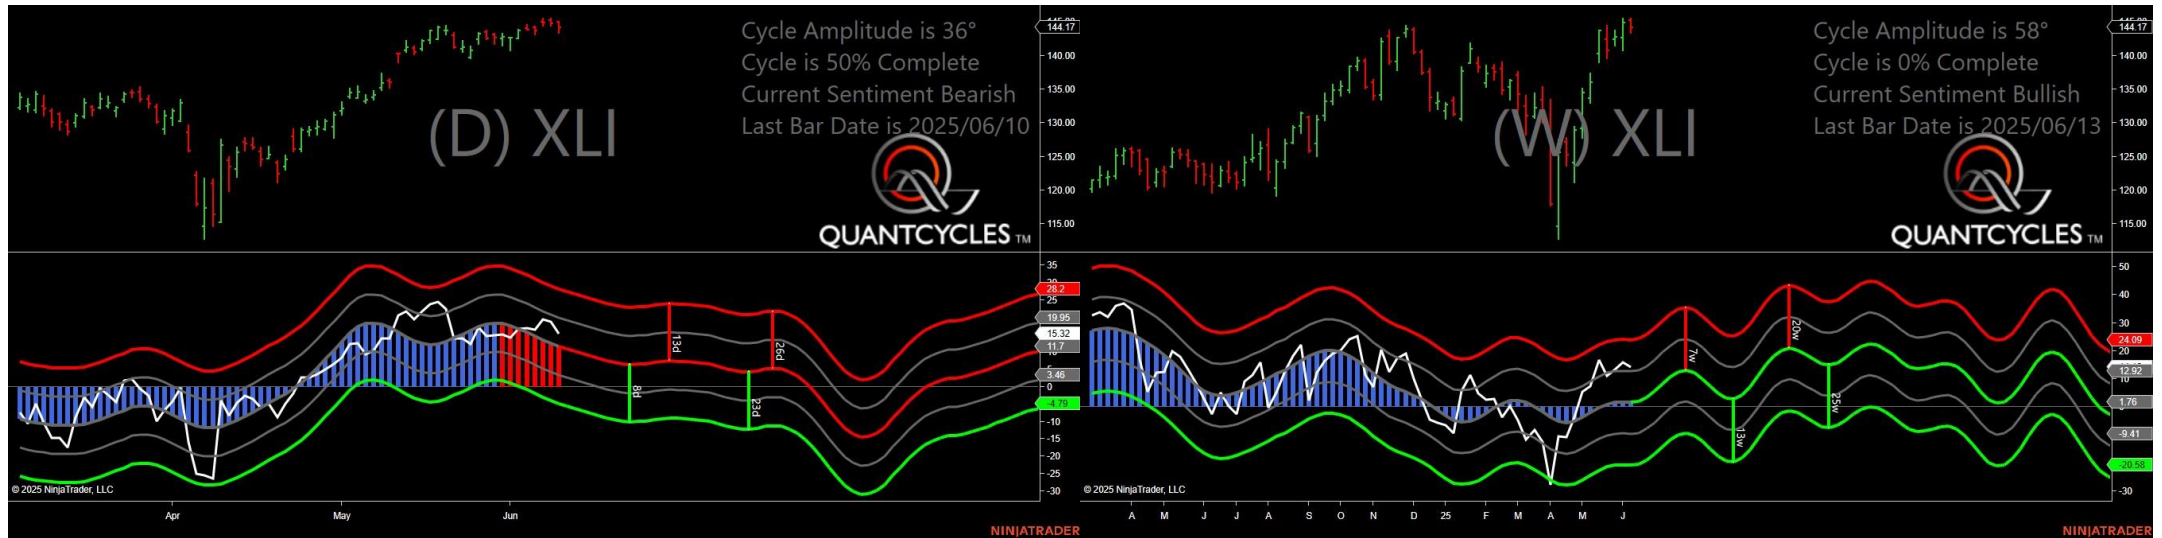 Cycle Amplitude is 36°
Cycle is 50% Complete
Current Sentiment Bearish
Last Bar Date is 2025/06/10
(D) XLI
QUANTCYCLES TM
144.17
140.00
135.00
130.00
125.00
120.00
115.00
35
28.2
25
19.95
15.32
11.7
3.46
0
-4.79
-10
-15
-20
-25
-30
8d
13d
23d
26d
© 2025 NinjaTrader, LLC
Apr May Jun
NINJATRADER
Cycle Amplitude is 58°
Cycle is 0% Complete
Current Sentiment Bullish
Last Bar Date is 2025/06/13
(W) XLI
QUANTCYCLES TM
144.17
140.00
135.00
130.00
125.00
120.00
115.00
50
40
30
24.09
20
12.92
1.76
-9.41
-20.58
-30
7w
13w
20w
25w
© 2025 NinjaTrader, LLC
A M J J A S O N D 25 F M A M J
NINJATRADER